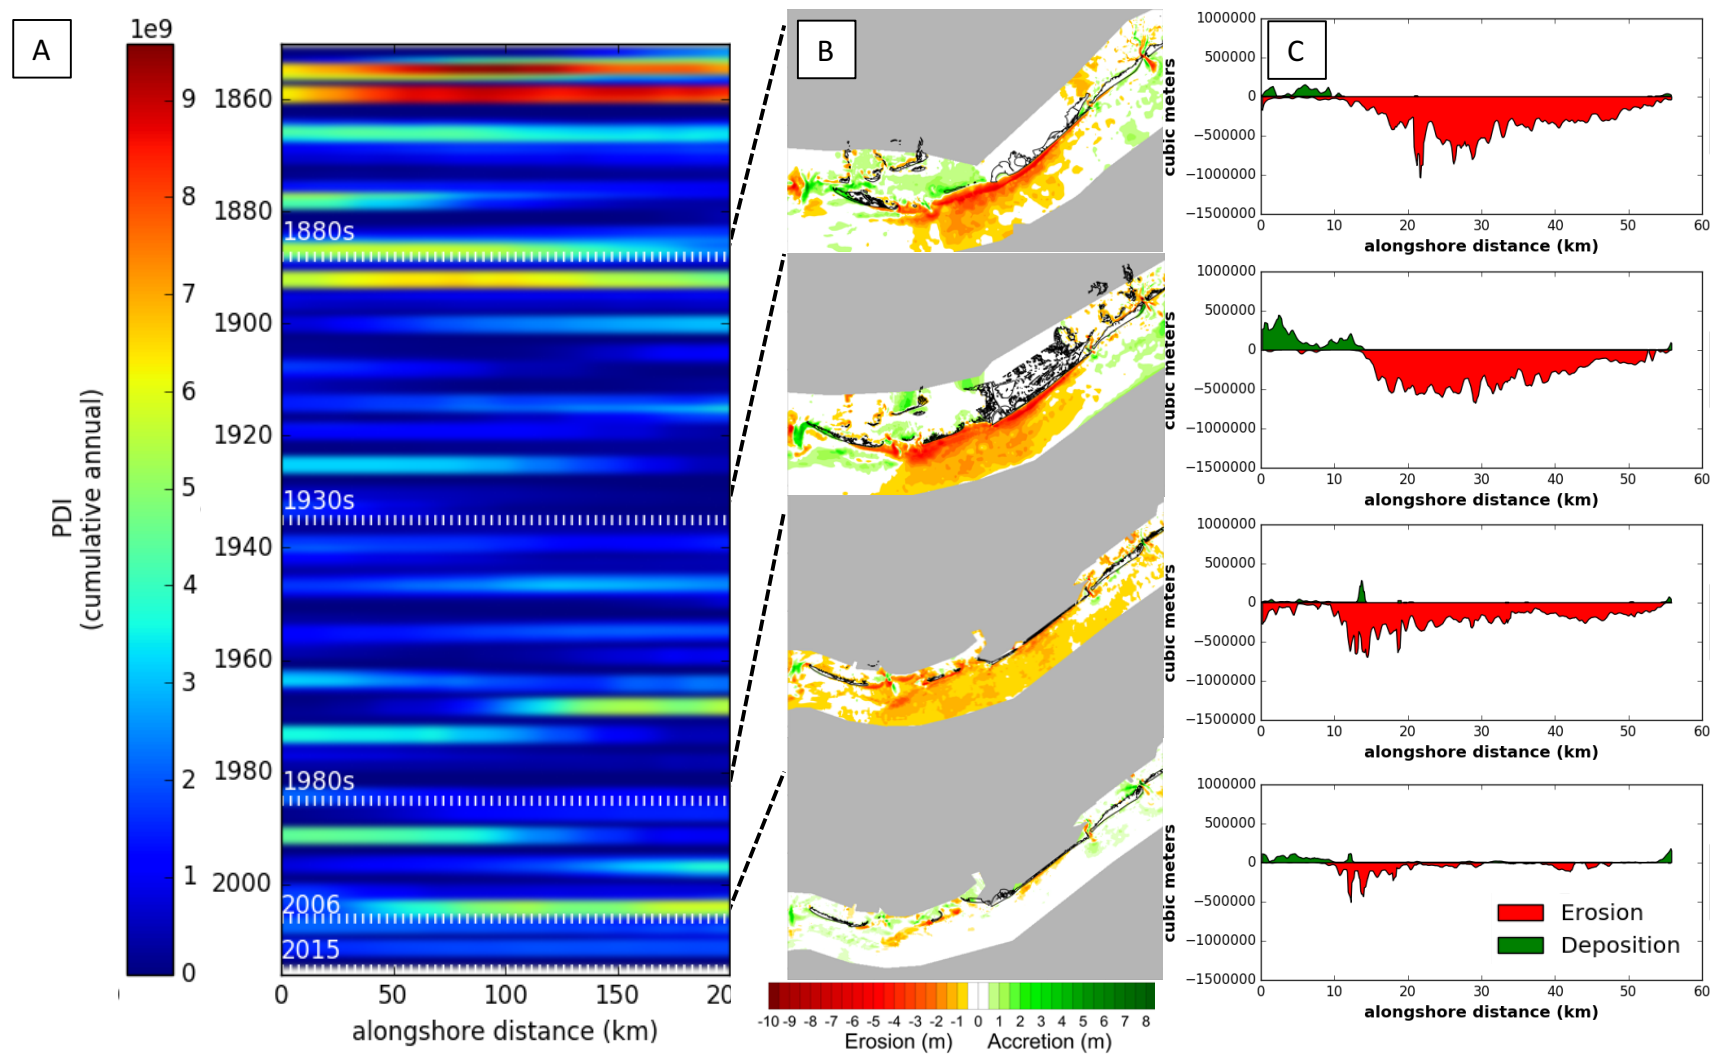 A
1e9
9
8
7
6
5
4
3
2
1
0
PDI
(cumulative annual)
1860
1880
1900
1920
1940
1960
1980
2000
1880s
1930s
1980s
2006
2015
0 50 100 150 20
alongshore distance (km)
B
-10 -9 -8 -7 -6 -5 -4 -3 -2 -1 0 1 2 3 4 5 6 7 8
Erosion (m) Accretion (m)
C
1000000
500000
0
−500000
−1000000
−1500000
cubic meters
0 10 20 30 40 50 60
alongshore distance (km)
1000000
500000
0
−500000
−1000000
−1500000
cubic meters
0 10 20 30 40 50 60
alongshore distance (km)
1000000
500000
0
−500000
−1000000
−1500000
cubic meters
0 10 20 30 40 50 60
alongshore distance (km)
1000000
500000
0
−500000
−1000000
−1500000
cubic meters
Erosion
Deposition
0 10 20 30 40 50 60
alongshore distance (km)